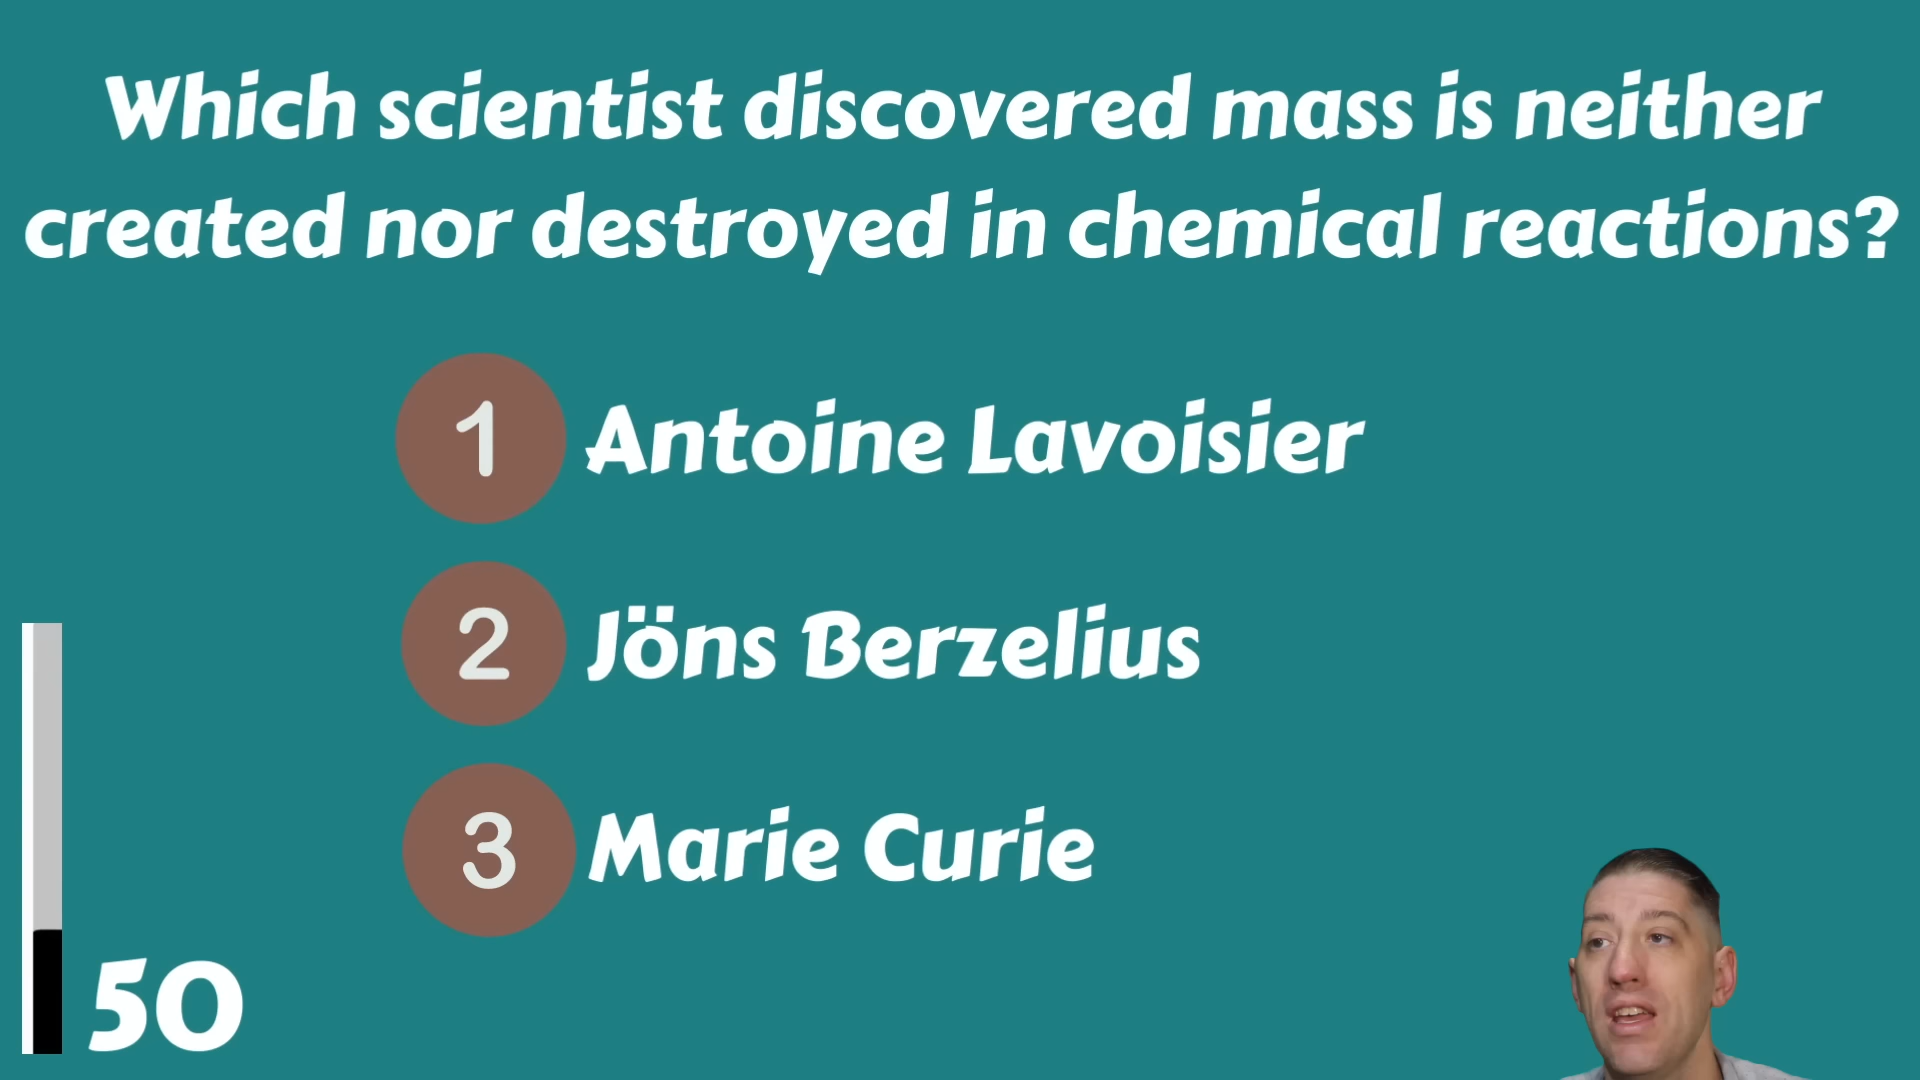 Which scientist discovered mass is neither
created nor destroyed in chemical reactions?
1 Antoine Lavoisier
2 Jöns Berzelius
3 Marie Curie
50